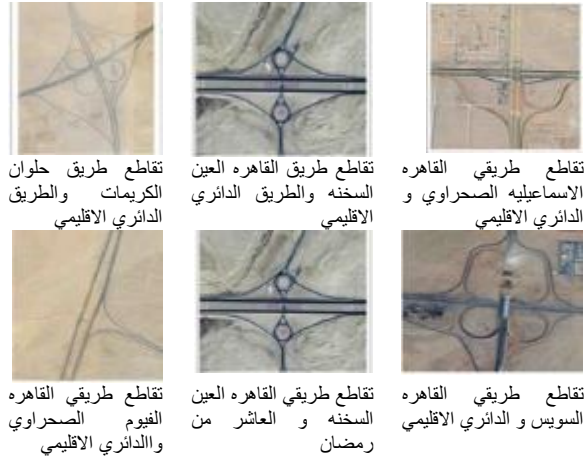 تقاطع طريقي القاهره
الاسماعيليه الصحراوي و
الدائري الاقليمي
تقاطع طريق القاهره العين
السخنه والطريق الدائري
الاقليمي
تقاطع طريق حلوان
الكريمات والطريق
الدائري الاقليمي
تقاطع طريقي القاهره
السويس و الدائري الاقليمي
تقاطع طريقي القاهره العين
السخنه و العاشر من
رمضان
تقاطع طريقي القاهره
الفيوم الصحراوي
واالدائري الاقليمي